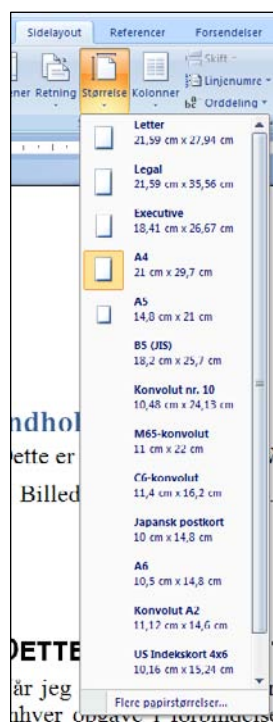 Sidelayout Referencer Forsendelser
Skift
Linjenumre
Orddeling
Retning Størrelse Kolonner
Letter
21,59 cm x 27,94 cm
Legal
21,59 cm x 35,56 cm
Executive
18,41 cm x 26,67 cm
A4
21 cm x 29,7 cm
A5
14,8 cm x 21 cm
B5 (JIS)
18,2 cm x 25,7 cm
Konvolut nr. 10
10,48 cm x 24,13 cm
M65-konvolut
11 cm x 22 cm
C6-konvolut
11,4 cm x 16,2 cm
Japansk postkort
10 cm x 14,8 cm
A6
10,5 cm x 14,8 cm
Konvolut A2
11,12 cm x 14,6 cm
US Indekskort 4x6
10,16 cm x 15,24 cm
Flere papirstørrelser...
ndhol
ette er
Billed
DETTE
år jeg
nhver opgave i forbindelse